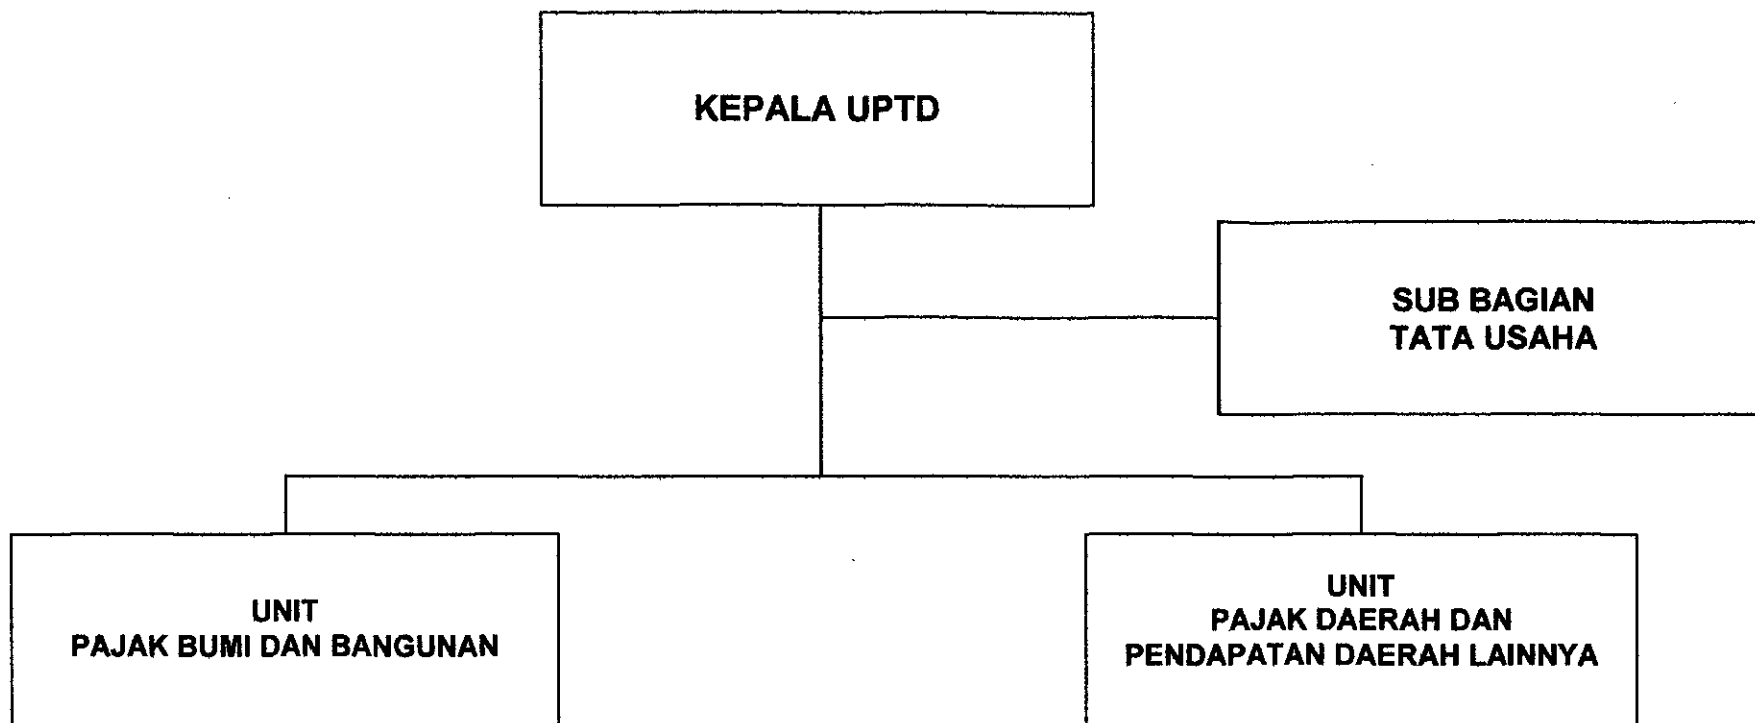 KEPALA UPTD
SUB BAGIAN
TATA USAHA
UNIT
PAJAK BUMI DAN BANGUNAN
UNIT
PAJAK DAERAH DAN
PENDAPATAN DAERAH LAINNYA